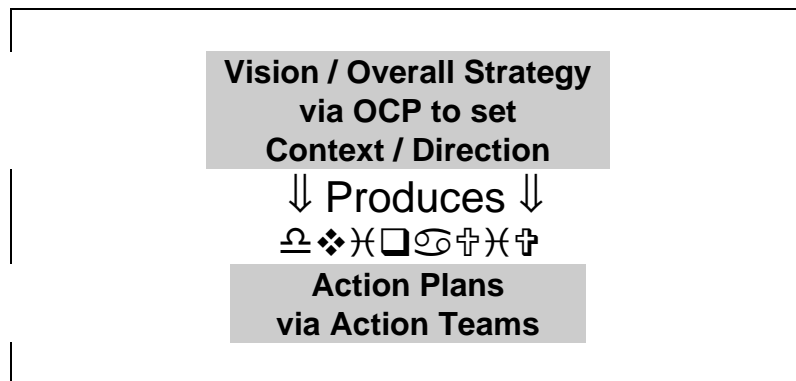 Vision / Overall Strategy
via OCP to set
Context / Direction
⇓ Produces ⇓
♎❖♓❑♋✞♓✞
Action Plans
via Action Teams